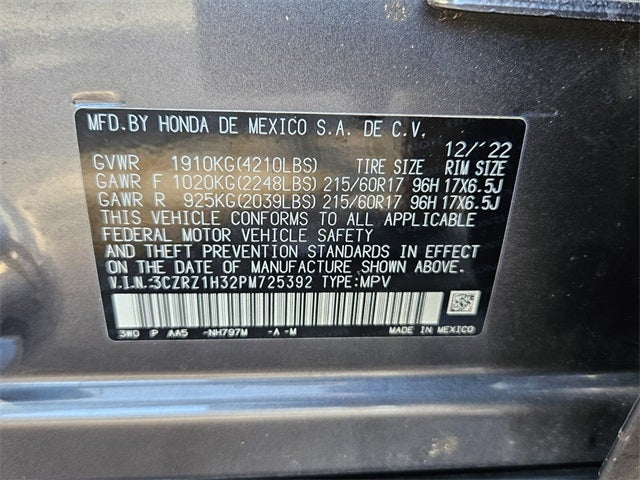 MFD.BY HONDA DE MEXICO S.A. DE C.V.
12/'22
GVWR 1910KG(4210LBS) TIRE SIZE RIM SIZE
GAWR F 1020KG(2248LBS) 215/60R17 96H 17X6.5J
GAWR R 925KG(2039LBS) 215/60R17 96H 17X6.5J
THIS VEHICLE CONFORMS TO ALL APPLICABLE
FEDERAL MOTOR VEHICLE SAFETY
AND THEFT PREVENTION STANDARDS IN EFFECT
ON THE DATE OF MANUFACTURE SHOWN ABOVE.
V.I.N.:3CZRZ1H32PM725392 TYPE:MPV
3W0 P AA5 -NH797M -A -M MADE IN MEXICO